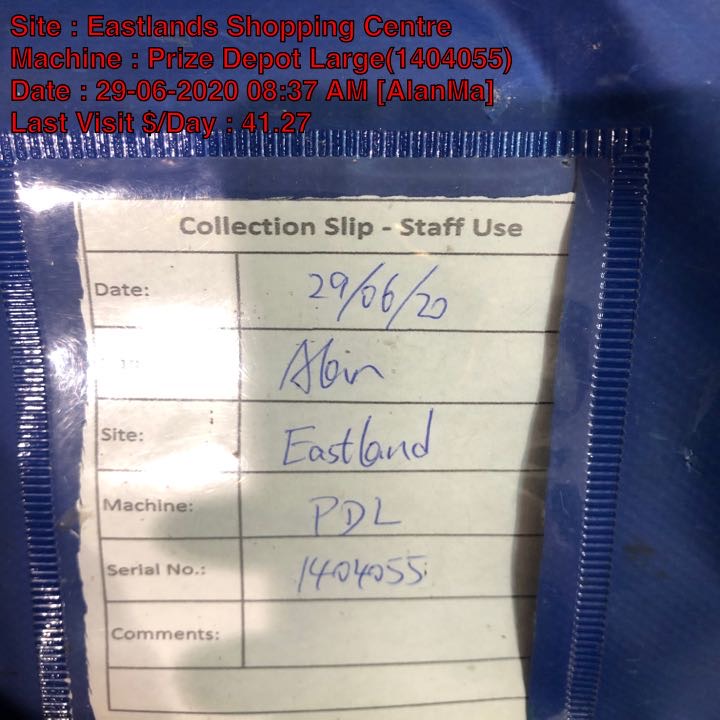 Site : Eastlands Shopping Centre
Machine : Prize Depot Large(1404055)
Date : 29-06-2020 08:37 AM [AlanMa]
Last Visit $/Day : 41.27
Collection Slip - Staff Use
Date: 29/06/20
Alan
Site: Eastland
Machine: PDL
Serial No.: 1404055
Comments: